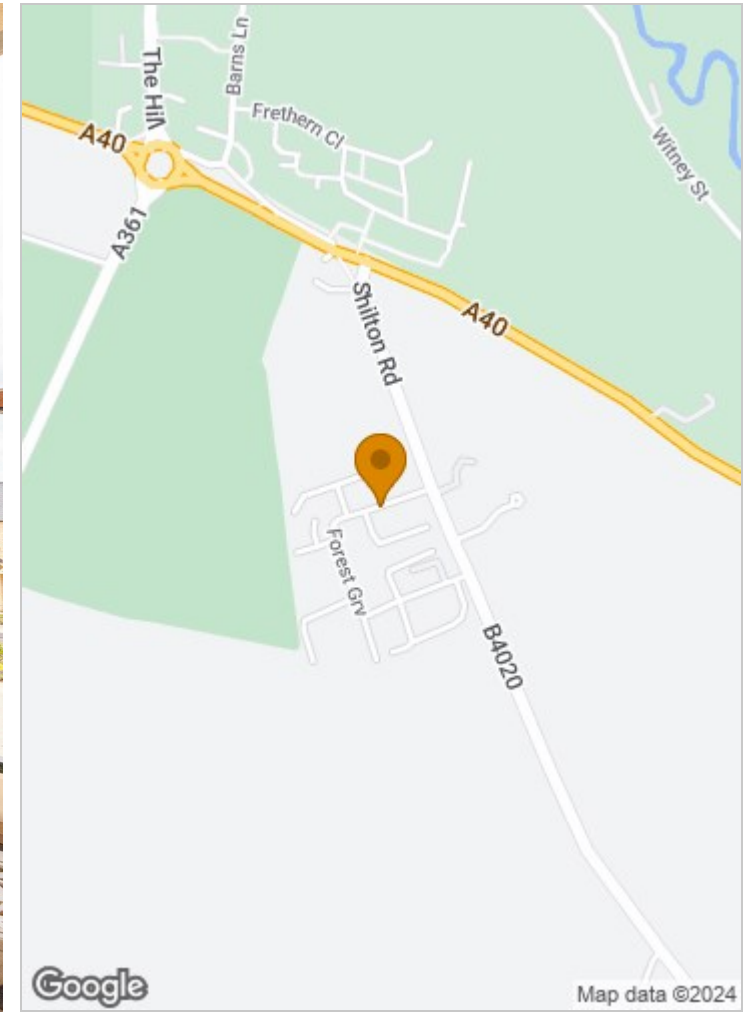 The Hill
Barns Ln
Frethern Cl
A40
Witney St
A361
Shilton Rd
A40
Forest Grv
B4020
Google
Map data ©2024